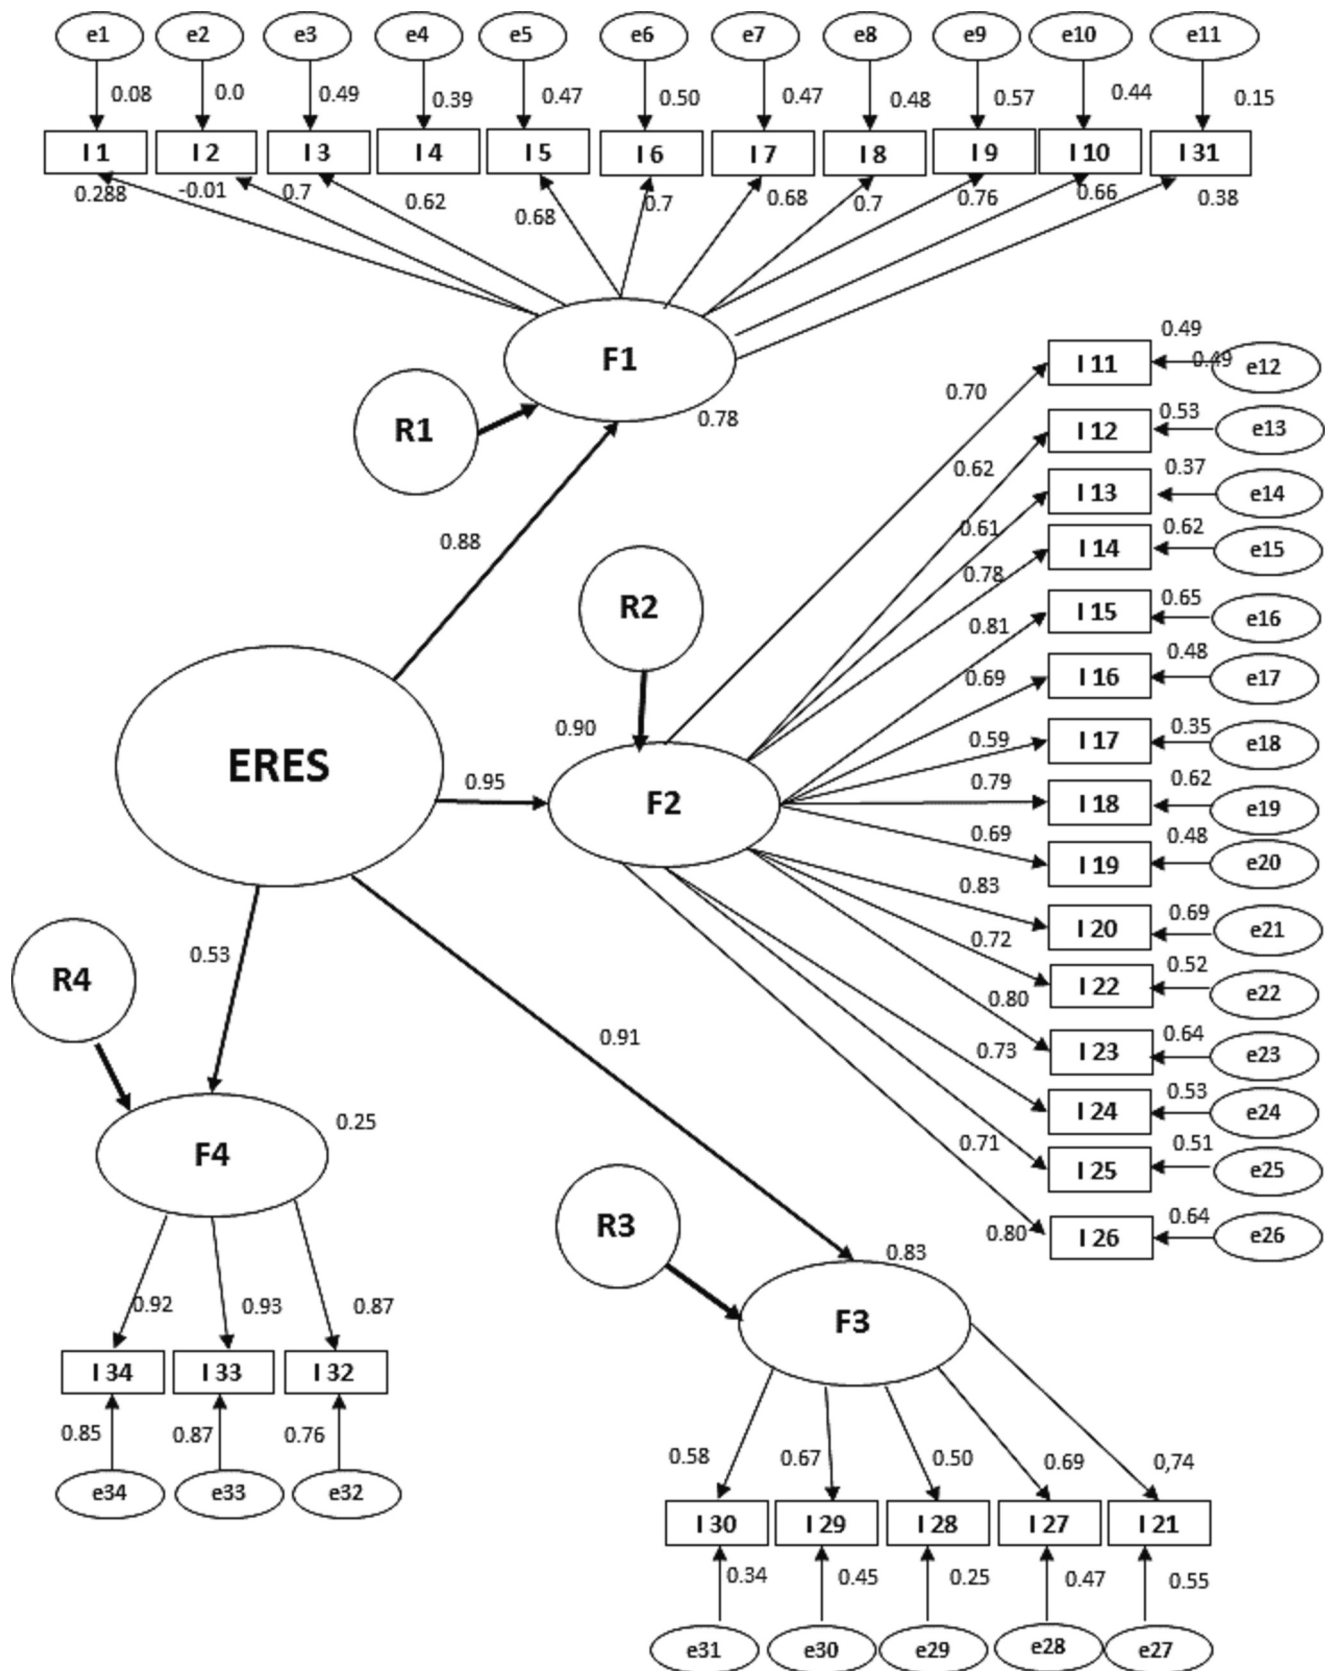 e1 e2 e3 e4 e5 e6 e7 e8 e9 e10 e11
0.08 0.0 0.49 0.39 0.47 0.50 0.47 0.48 0.57 0.44 0.15
I 1 I 2 I 3 I 4 I 5 I 6 I 7 I 8 I 9 I 10 I 31
0.288 -0.01 0.7 0.62 0.68 0.7 0.68 0.7 0.76 0.66 0.38
F1
R1
0.78
0.88
R2
0.90
ERES
0.95
F2
0.70 I 11 0.49 0.49 e12
0.62 I 12 0.53 e13
0.61 I 13 0.37 e14
0.78 I 14 0.62 e15
0.81 I 15 0.65 e16
0.69 I 16 0.48 e17
0.59 I 17 0.35 e18
0.79 I 18 0.62 e19
0.69 I 19 0.48 e20
0.83 I 20 0.69 e21
0.72 I 22 0.52 e22
0.80 I 23 0.64 e23
0.73 I 24 0.53 e24
0.71 I 25 0.51 e25
0.80 I 26 0.64 e26
0.53
R4
0.91
F4
0.25
R3
0.83
F3
0.92 0.93 0.87
I 34 I 33 I 32
0.85 0.87 0.76
e34 e33 e32
0.58 0.67 0.50 0.69 0,74
I 30 I 29 I 28 I 27 I 21
0.34 0.45 0.25 0.47 0.55
e31 e30 e29 e28 e27